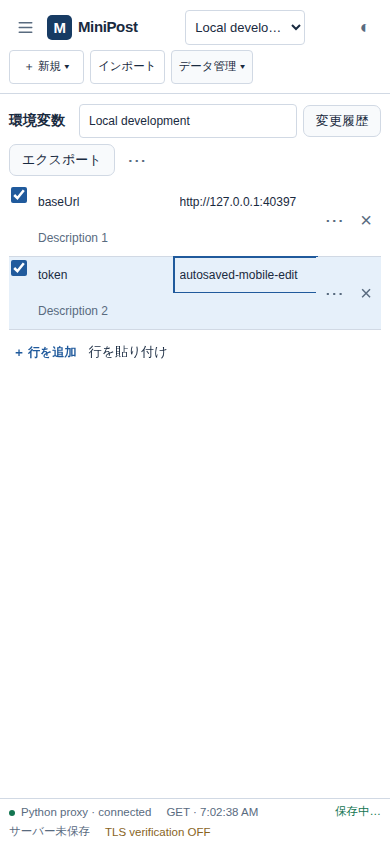 M MiniPost Local develo…
＋ 新規 ▾ インポート データ管理 ▾
環境変数 Local development 変更履歴
エクスポート ...
baseUrl http://127.0.0.1:40397
... ×
Description 1
token autosaved-mobile-edit
... ×
Description 2
+ 行を追加 行を貼り付け
Python proxy · connected GET · 7:02:38 AM 保存中…
サーバー未保存 TLS verification OFF